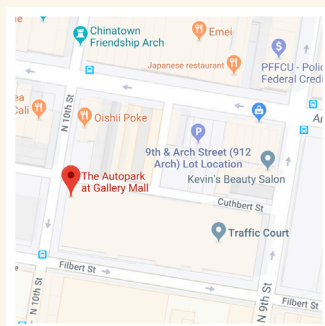 Chinatown
Friendship Arch
Emei
Japanese restaurant
PFFCU - Polic
Federal Credi
N 10th St
Oishii Poke
ea
Cali
9th & Arch Street (912
Arch) Lot Location
Kevin's Beauty Salon
The Autopark
at Gallery Mall
Cuthbert St
Traffic Court
Filbert St
N 10th St
N 9th St
Filbert St